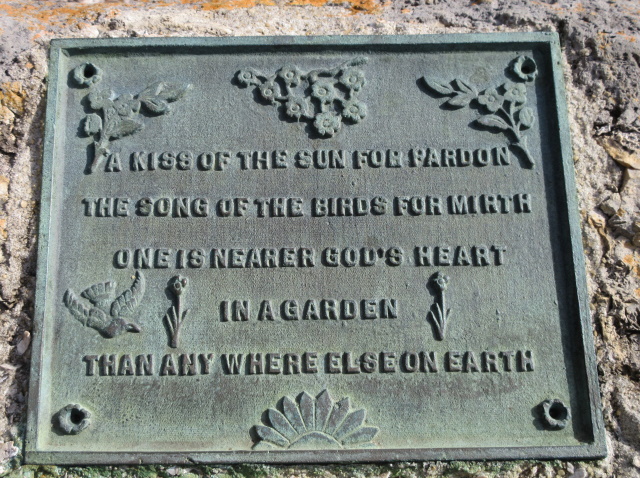 A KISS OF THE SUN FOR PARDON
THE SONG OF THE BIRDS FOR MIRTH
ONE IS NEARER GOD'S HEART
IN A GARDEN
THAN ANY WHERE ELSE ON EARTH